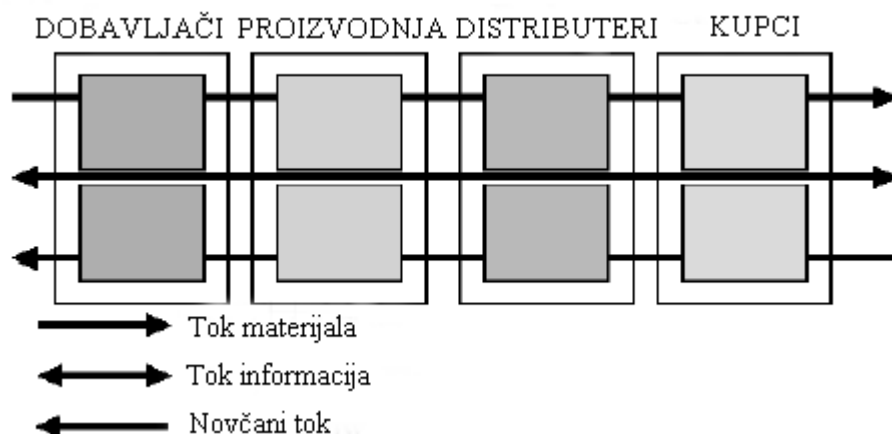 DOBAVLJAČI PROIZVODNJA DISTRIBUTERI KUPCI
Tok materijala
Tok informacija
Novčani tok